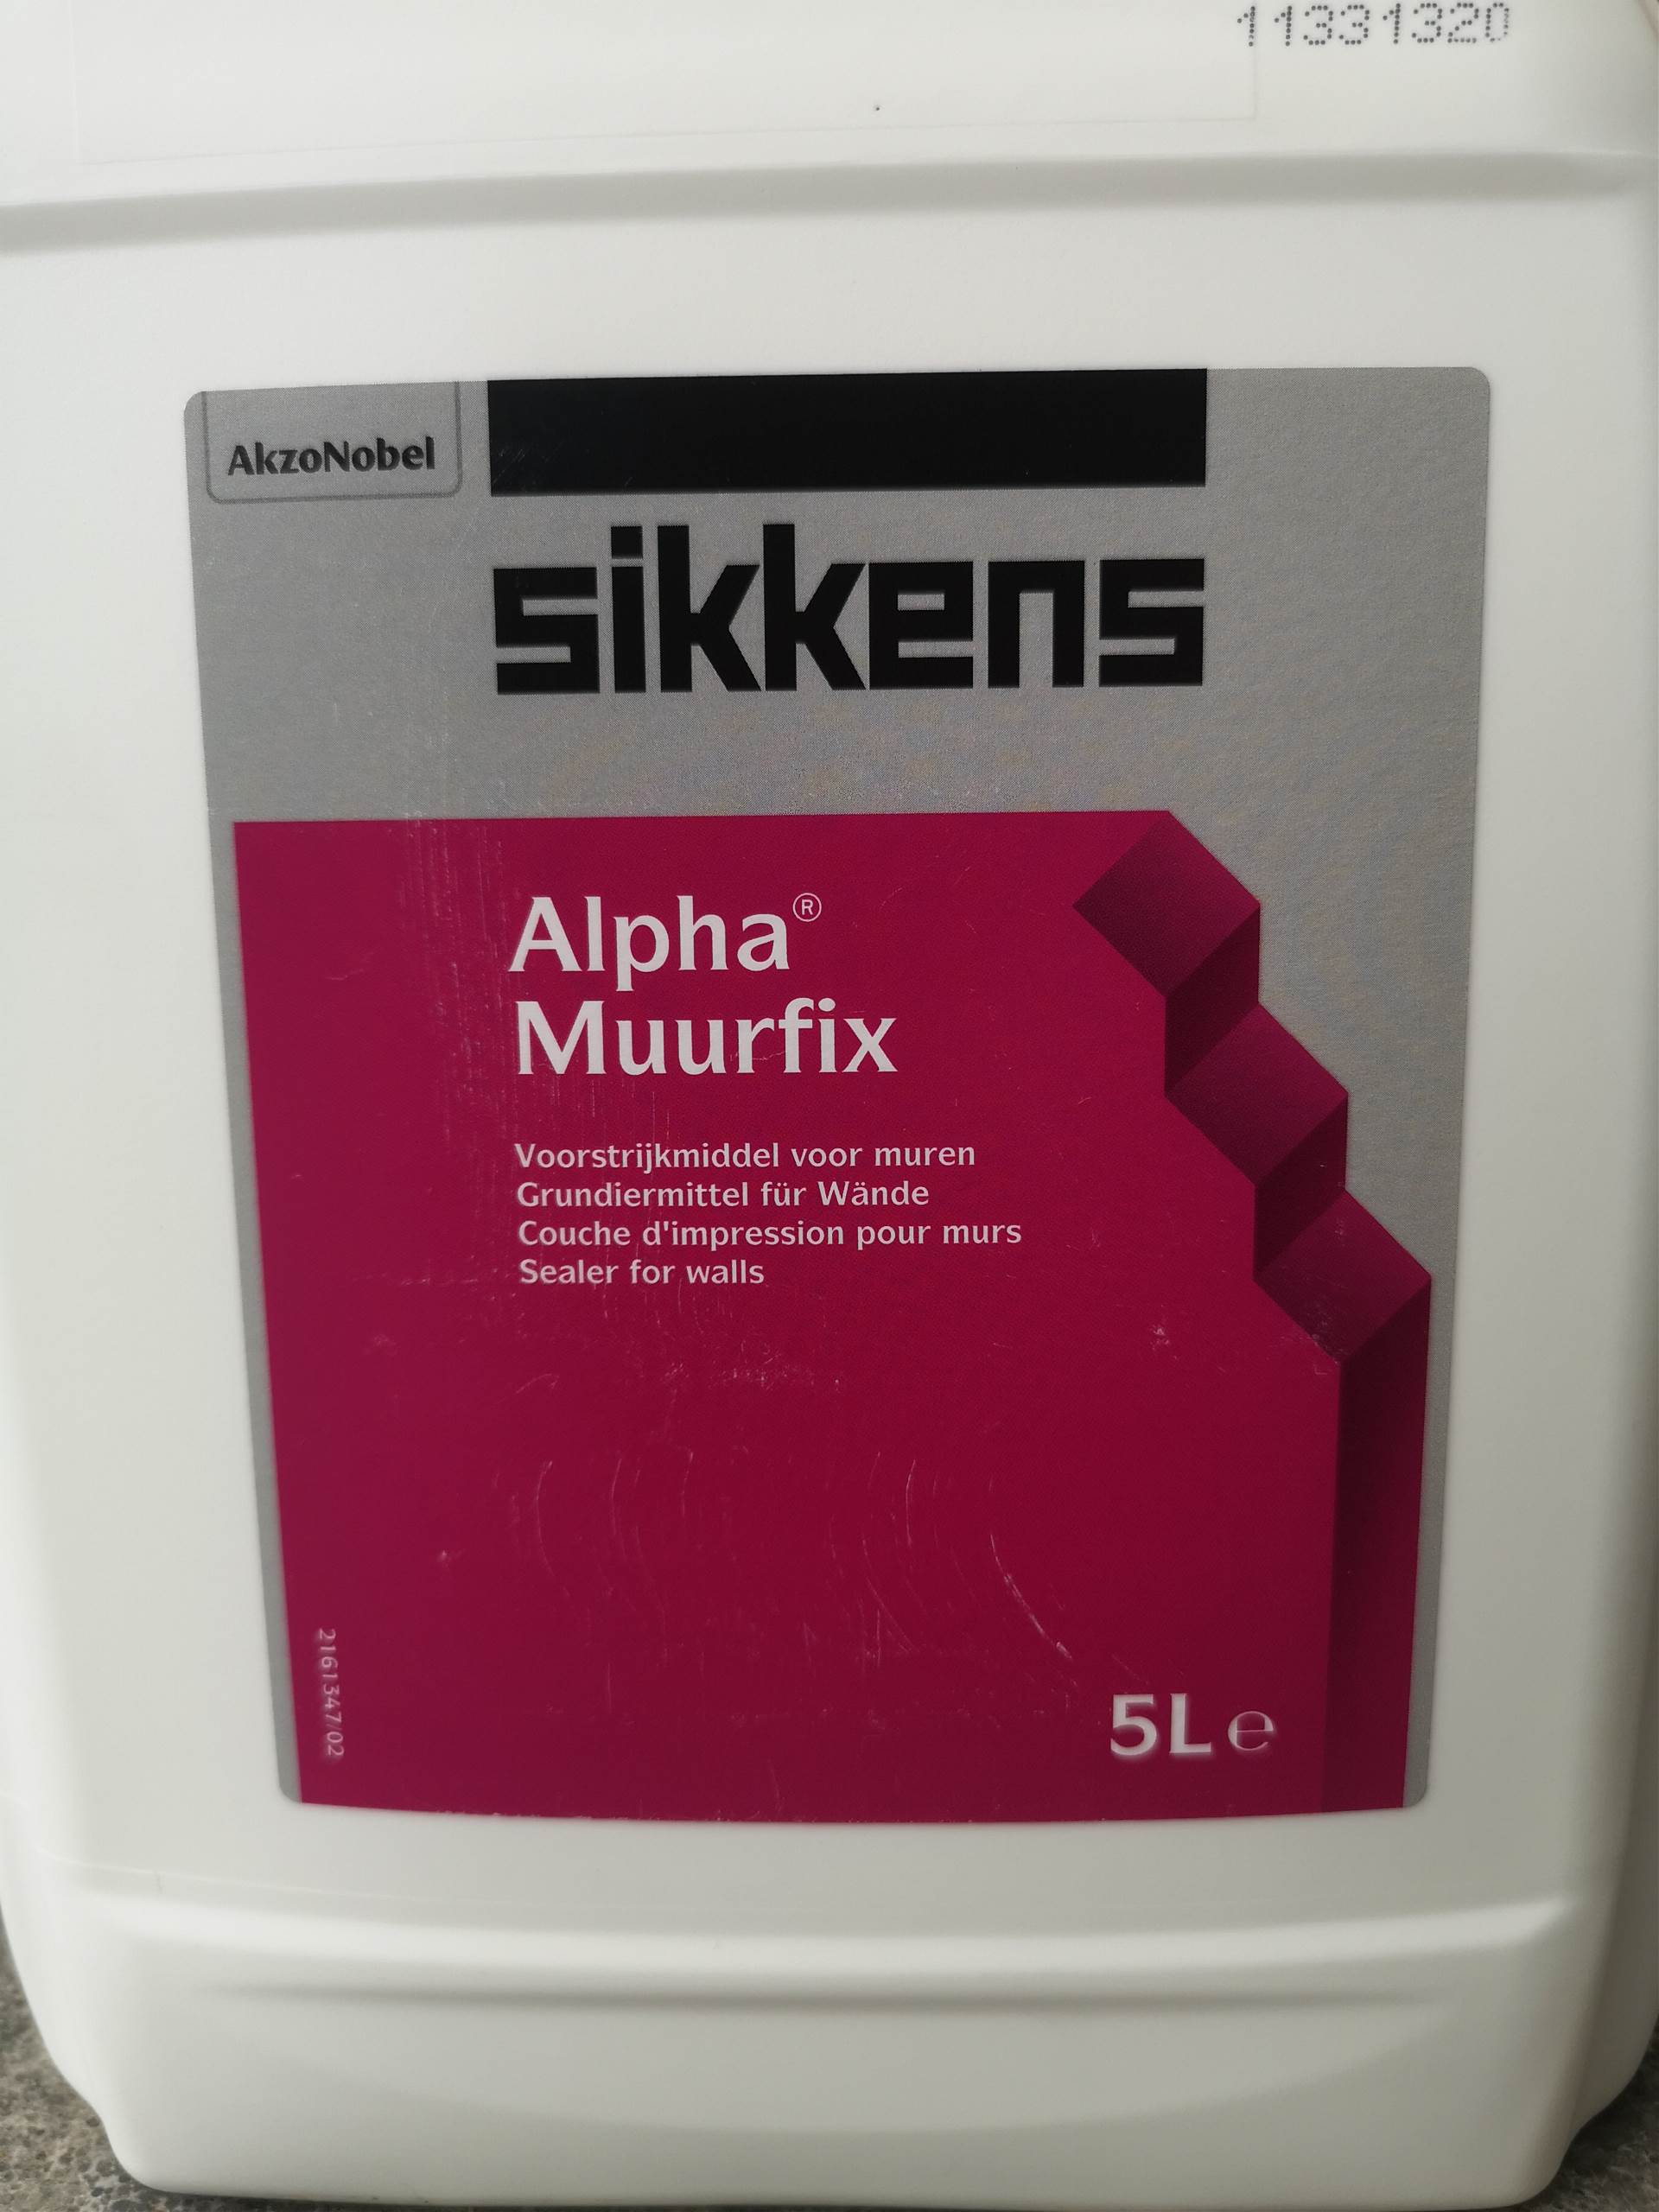 11331320
AkzoNobel
sikkens
Alpha®
Muurfix
Voorstrijkmiddel voor muren
Grundiermittel für Wände
Couche d'impression pour murs
Sealer for walls
2161347/02
5L ℮